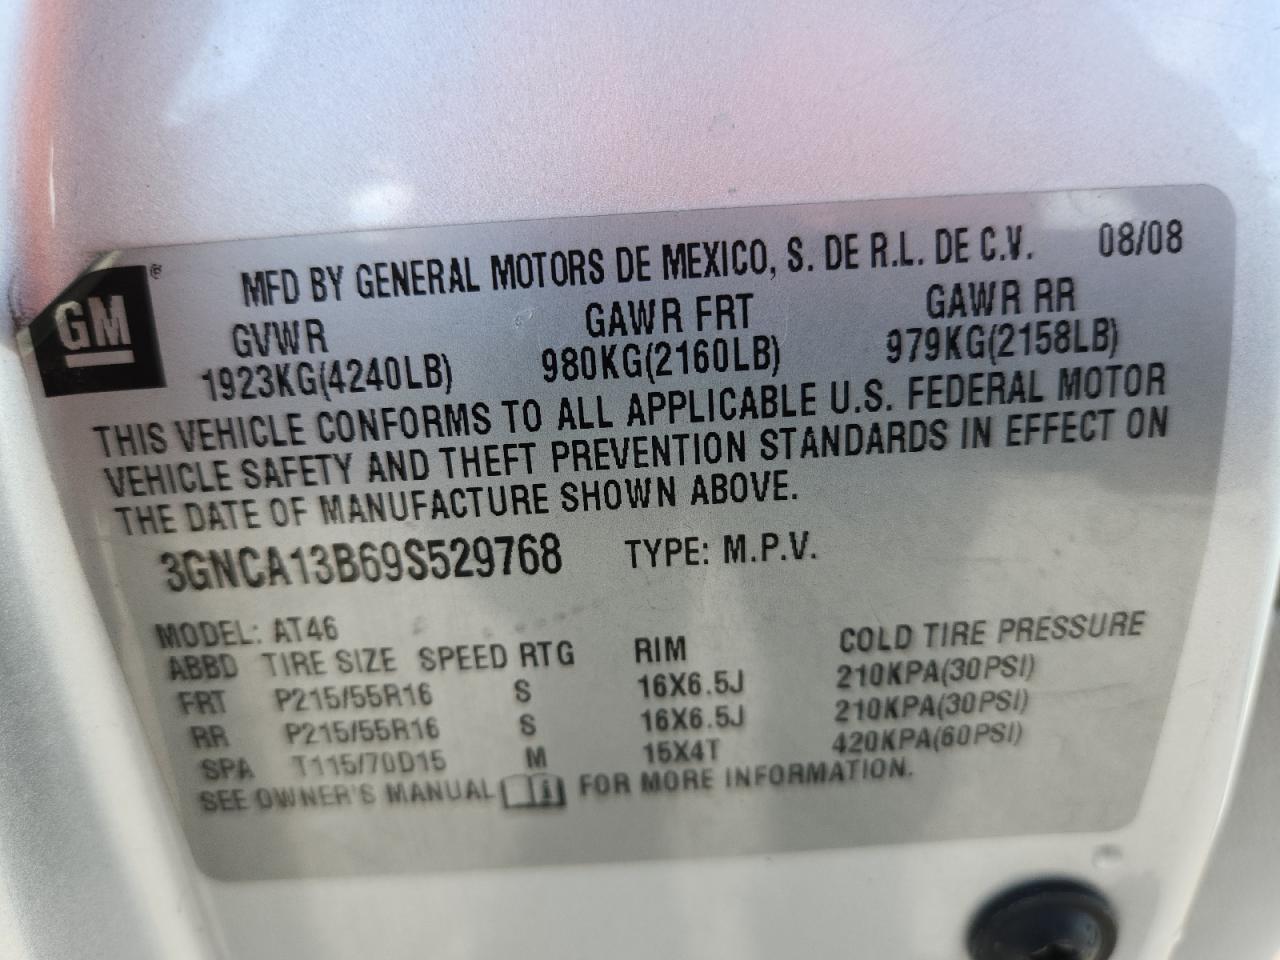 GM®
MFD BY GENERAL MOTORS DE MEXICO, S. DE R.L. DE C.V. 08/08
GVWR GAWR FRT GAWR RR
1923KG(4240LB) 980KG(2160LB) 979KG(2158LB)
THIS VEHICLE CONFORMS TO ALL APPLICABLE U.S. FEDERAL MOTOR
VEHICLE SAFETY AND THEFT PREVENTION STANDARDS IN EFFECT ON
THE DATE OF MANUFACTURE SHOWN ABOVE.
3GNCA13B69S529768 TYPE: M.P.V.
MODEL: AT46
ABBD TIRE SIZE SPEED RTG RIM COLD TIRE PRESSURE
FRT P215/55R16 S 16X6.5J 210KPA(30PSI)
RR P215/55R16 S 16X6.5J 210KPA(30PSI)
SPA T115/70D15 M 15X4T 420KPA(60PSI)
SEE OWNER'S MANUAL i FOR MORE INFORMATION.